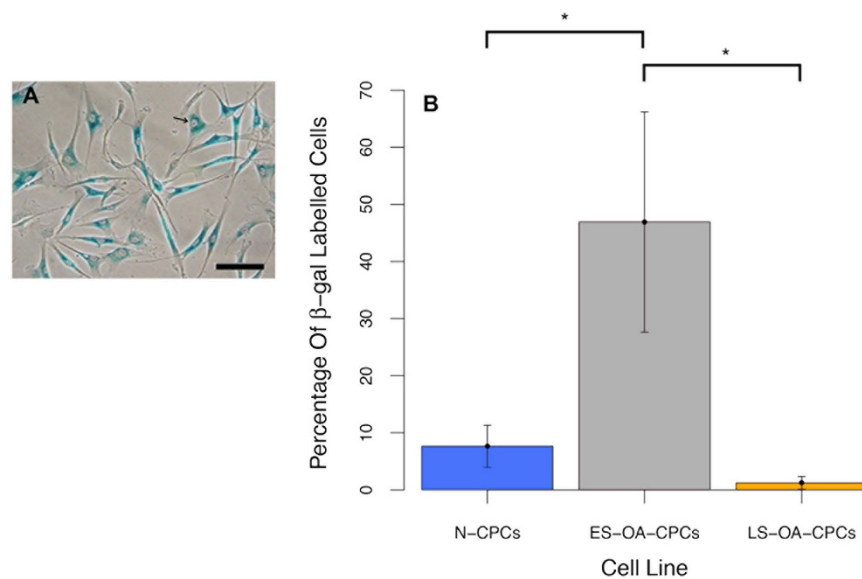 *
*
A
B
70
60
50
40
30
20
10
0
Percentage Of β−gal Labelled Cells
N−CPCs
ES−OA−CPCs
LS−OA−CPCs
Cell Line